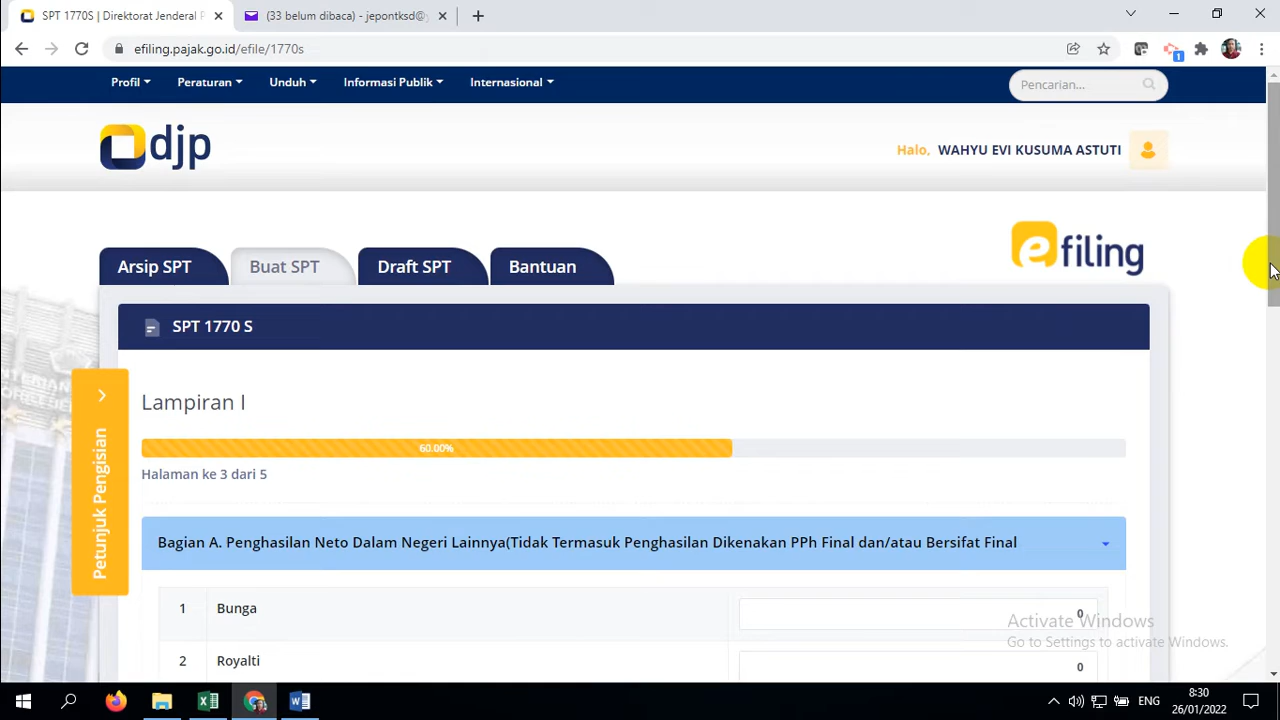 SPT 1770S | Direktorat Jenderal P
(33 belum dibaca) - jepontksd@y
efiling.pajak.go.id/efile/1770s
1
Profil
Peraturan
Unduh
Informasi Publik
Internasional
Pencarian...
djp
Halo, WAHYU EVI KUSUMA ASTUTI
efiling
Arsip SPT
Buat SPT
Draft SPT
Bantuan
SPT 1770 S
Petunjuk Pengisian
Lampiran I
60.00%
Halaman ke 3 dari 5
Bagian A. Penghasilan Neto Dalam Negeri Lainnya(Tidak Termasuk Penghasilan Dikenakan PPh Final dan/atau Bersifat Final
1 Bunga 0
2 Royalti 0
Activate Windows
Go to Settings to activate Windows.
ENG
8:30
26/01/2022